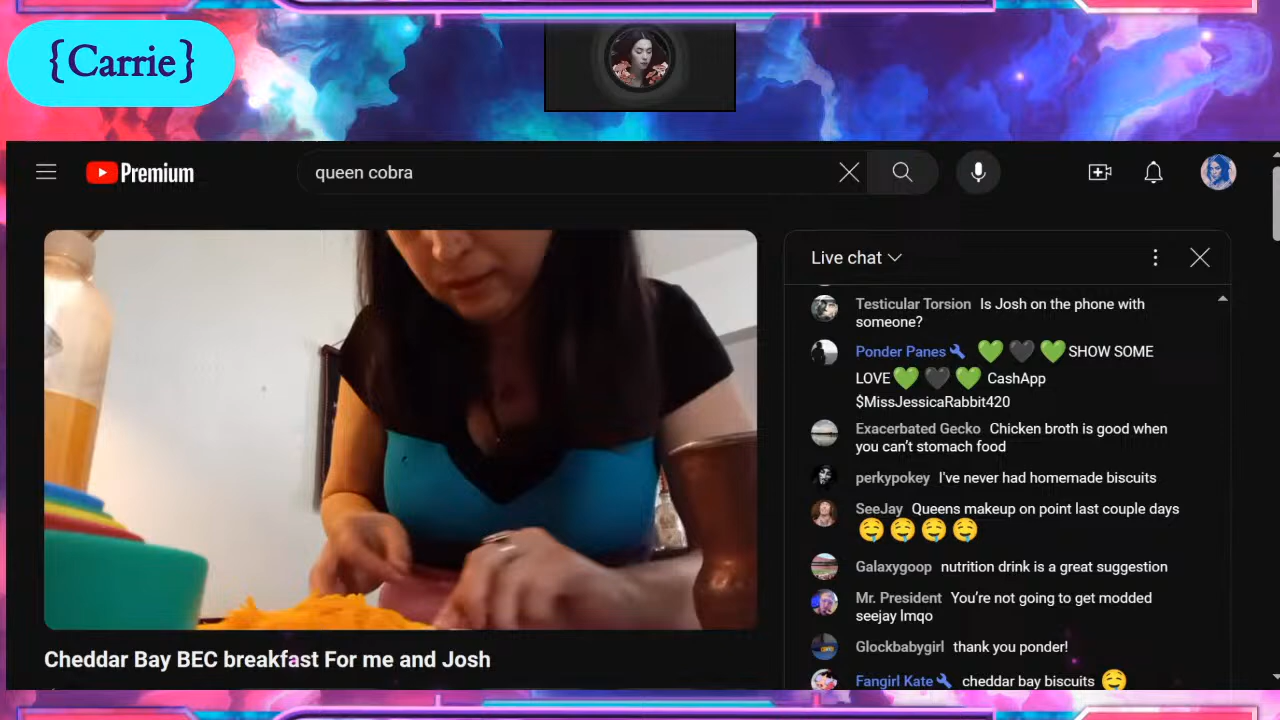 {Carrie}
Premium
queen cobra
Live chat
Testicular Torsion Is Josh on the phone with
someone?
Ponder Panes 💚🖤💚SHOW SOME
LOVE💚🖤💚 CashApp
$MissJessicaRabbit420
Exacerbated Gecko Chicken broth is good when
you can't stomach food
perkypokey I've never had homemade biscuits
SeeJay Queens makeup on point last couple days
🤤🤤🤤🤤
Galaxygoop nutrition drink is a great suggestion
Mr. President You're not going to get modded
seejay lmqo
Glockbabygirl thank you ponder!
Fangirl Kate cheddar bay biscuits 🤤
Cheddar Bay BEC breakfast For me and Josh